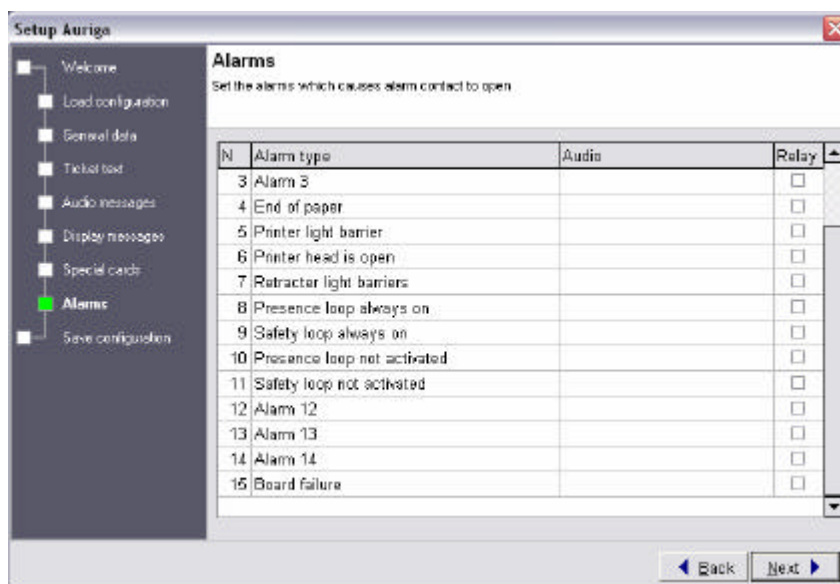 Setup Auriga
Welcome
Load configuration
General data
Ticket text
Audio messages
Display messages
Special cards
Alarms
Save configuration
Alarms
Set the alarms which causes alarm contact to open
N Alarm type Audio Relay
3 Alarm 3
4 End of paper
5 Printer light barrier
6 Printer head is open
7 Retracter light barriers
8 Presence loop always on
9 Safety loop always on
10 Presence loop not activated
11 Safety loop not activated
12 Alarm 12
13 Alarm 13
14 Alarm 14
15 Board failure
Back Next